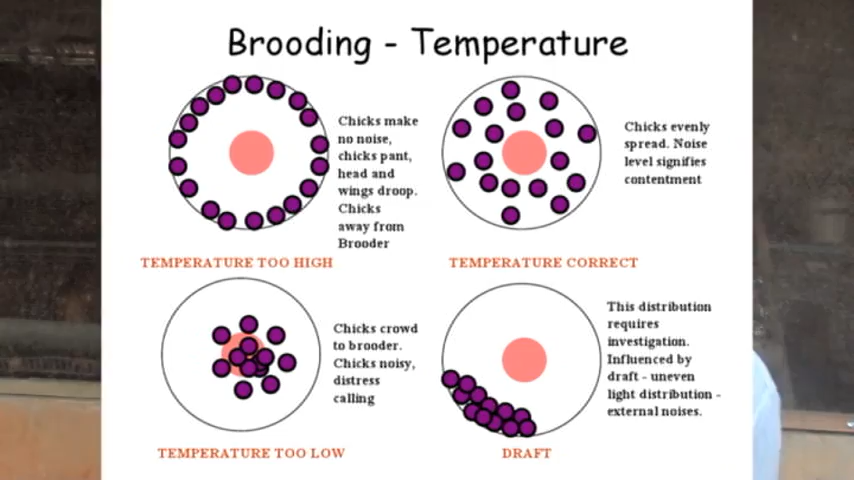 Brooding - Temperature
Chicks make
no noise,
chicks pant,
head and
wings droop.
Chicks
away from
Brooder
TEMPERATURE TOO HIGH
Chicks evenly
spread. Noise
level signifies
contentment
TEMPERATURE CORRECT
Chicks crowd
to brooder.
Chicks noisy,
distress
calling
TEMPERATURE TOO LOW
This distribution
requires
investigation.
Influenced by
draft - uneven
light distribution -
external noises.
DRAFT